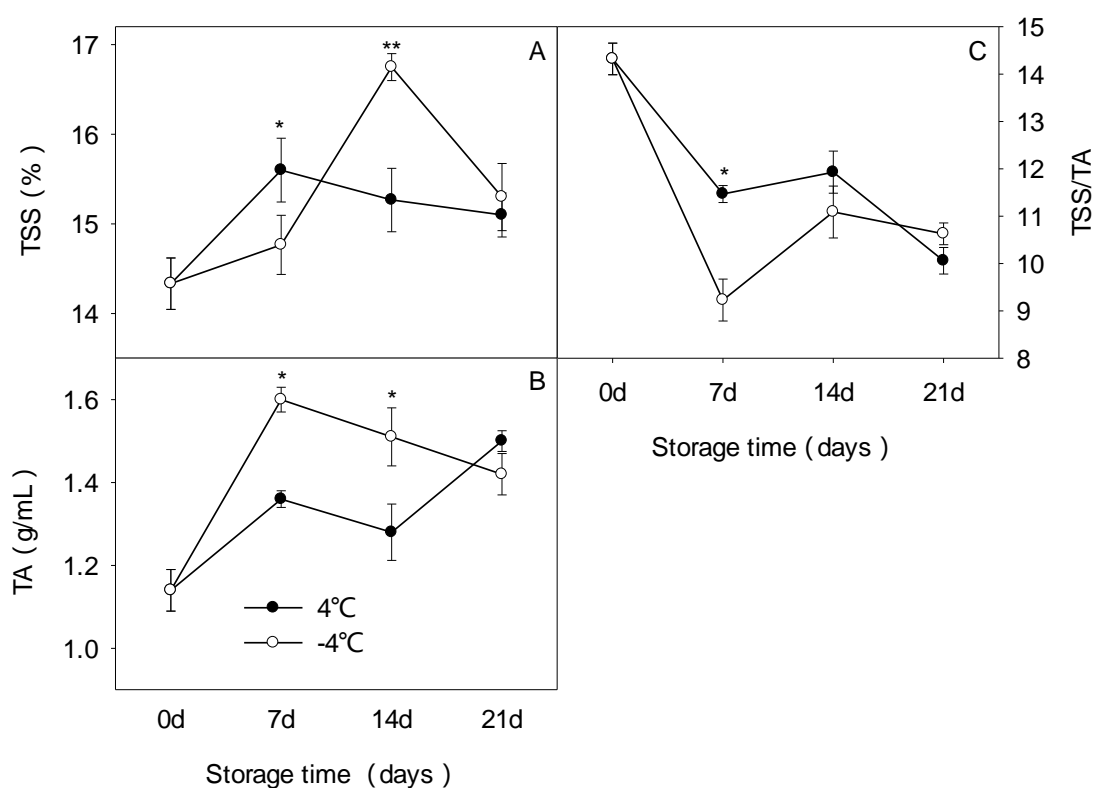 A
TSS (%)
17
16
15
14
*
**
B
TA (g/mL)
1.6
1.4
1.2
1.0
*
*
4℃
-4℃
0d 7d 14d 21d
Storage time (days)
C
15
14
13
12
11
10
9
8
TSS/TA
*
0d 7d 14d 21d
Storage time (days)